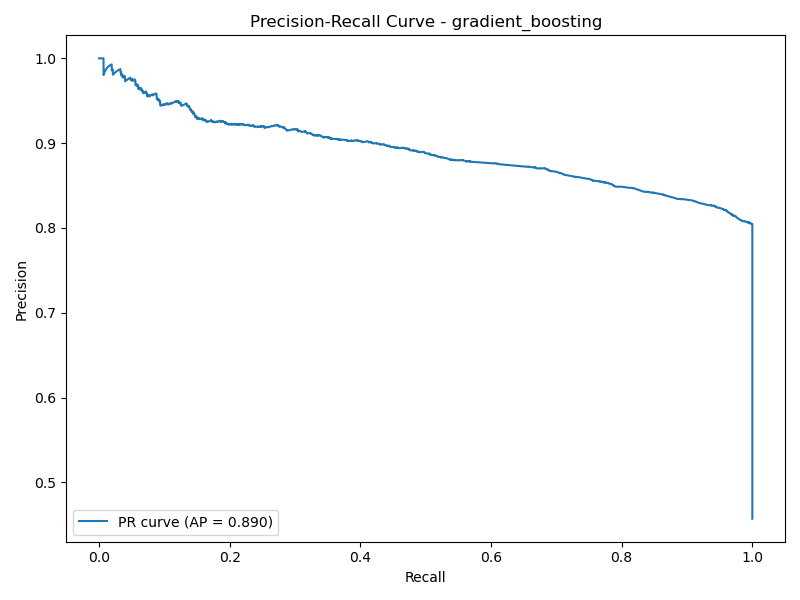 Precision-Recall Curve - gradient_boosting
1.0
0.9
0.8
0.7
0.6
0.5
Precision
PR curve (AP = 0.890)
0.0 0.2 0.4 0.6 0.8 1.0
Recall